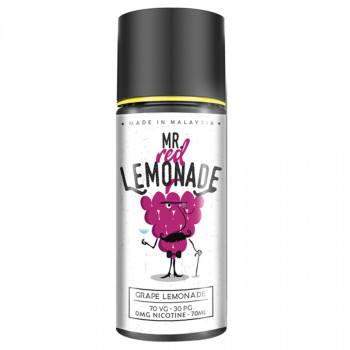 MADE IN MALAYSIA
MR.
red
LEMONADE
GRAPE LEMONADE
70 VG - 30 PG
0MG NICOTINE - 70ML